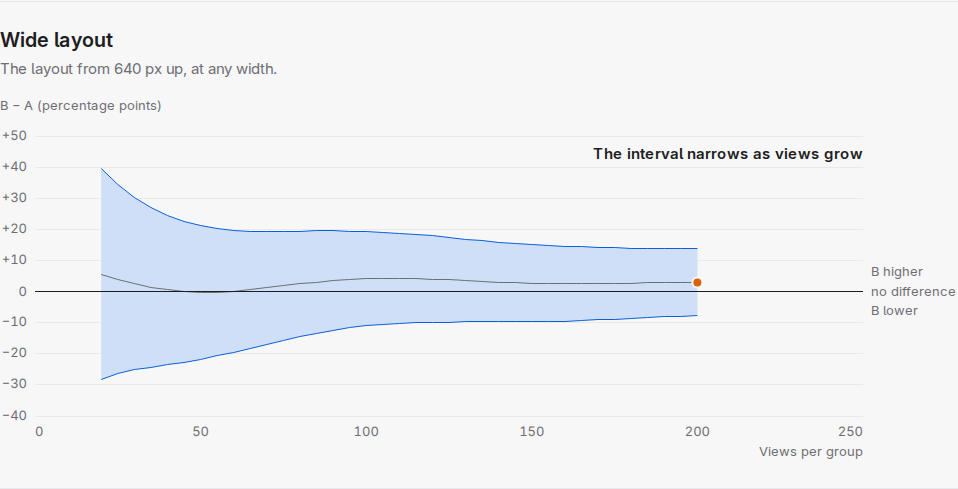 Wide layout
The layout from 640 px up, at any width.
B − A (percentage points)
+50
The interval narrows as views grow
+40
+30
+20
+10
B higher
0
no difference
B lower
−10
−20
−30
−40
0 50 100 150 200 250
Views per group